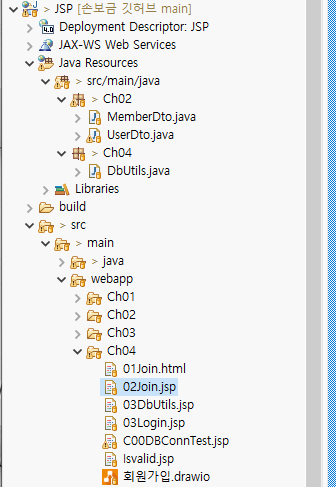 > JSP [손보금 깃허브 main]
Deployment Descriptor: JSP
JAX-WS Web Services
Java Resources
> src/main/java
> Ch02
> MemberDto.java
> UserDto.java
> Ch04
> DbUtils.java
Libraries
build
> src
> main
> java
> webapp
Ch01
Ch02
Ch03
Ch04
01Join.html
02Join.jsp
03DbUtils.jsp
03Login.jsp
C00DBConnTest.jsp
Isvalid.jsp
회원가입.drawio